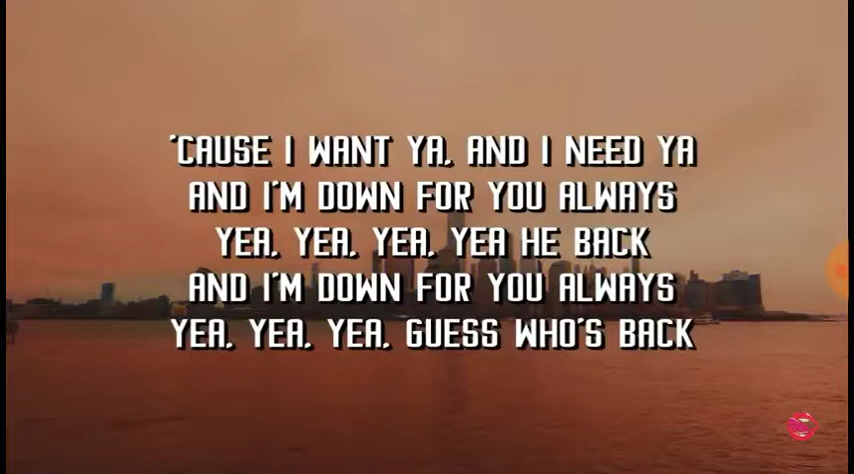 'CAUSE I WANT YA, AND I NEED YA
AND I'M DOWN FOR YOU ALWAYS
YEA, YEA, YEA, YEA HE BACK
AND I'M DOWN FOR YOU ALWAYS
YEA, YEA, YEA, GUESS WHO'S BACK